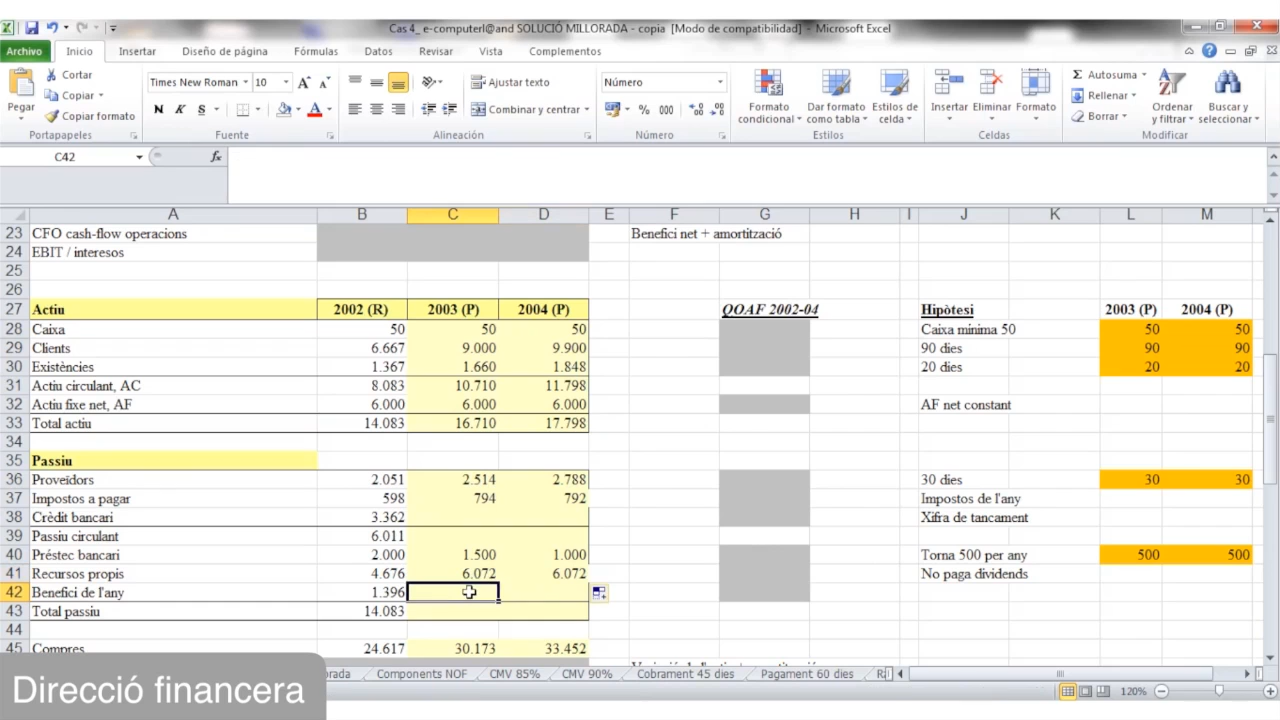 Cas 4_ e-computerl@and SOLUCIÓ MILLORADA - copia [Modo de compatibilidad] - Microsoft Excel
Archivo Inicio Insertar Diseño de página Fórmulas Datos Revisar Vista Complementos
Pegar Cortar Copiar Copiar formato Portapapeles
Times New Roman 10 N K S Fuente
Ajustar texto Combinar y centrar Alineación
Número % 000 Número
Formato condicional Dar formato como tabla Estilos de celda Estilos
Insertar Eliminar Formato Celdas
Autosuma Rellenar Borrar Ordenar y filtrar Buscar y seleccionar Modificar
C42 fx
A B C D E F G H I J K L M
23 CFO cash-flow operacions Benefici net + amortizació
24 EBIT / interesos
25
26
27 Actiu 2002 (R) 2003 (P) 2004 (P) QOAF 2002-04 Hipòtesi 2003 (P) 2004 (P)
28 Caixa 50 50 50 Caixa minima 50 50 50
29 Clients 6.667 9.000 9.900 90 dies 90 90
30 Existències 1.367 1.660 1.848 20 dies 20 20
31 Actiu circulant, AC 8.083 10.710 11.798
32 Actiu fixe net, AF 6.000 6.000 6.000 AF net constant
33 Total actiu 14.083 16.710 17.798
34
35 Passiu
36 Proveïdors 2.051 2.514 2.788 30 dies 30 30
37 Impostos a pagar 598 794 792 Impostos de l'any
38 Crèdit bancari 3.362 Xifra de tancament
39 Passiu circulant 6.011
40 Préstec bancari 2.000 1.500 1.000 Torna 500 per any 500 500
41 Recursos propis 4.676 6.072 6.072 No paga dividends
42 Benefici de l'any 1.396
43 Total passiu 14.083
44
45 Compres 24.617 30.173 33.452
rada Components NOF CMV 85% CMV 90% Cobrament 45 dies Pagament 60 dies
120%
Direcció financera